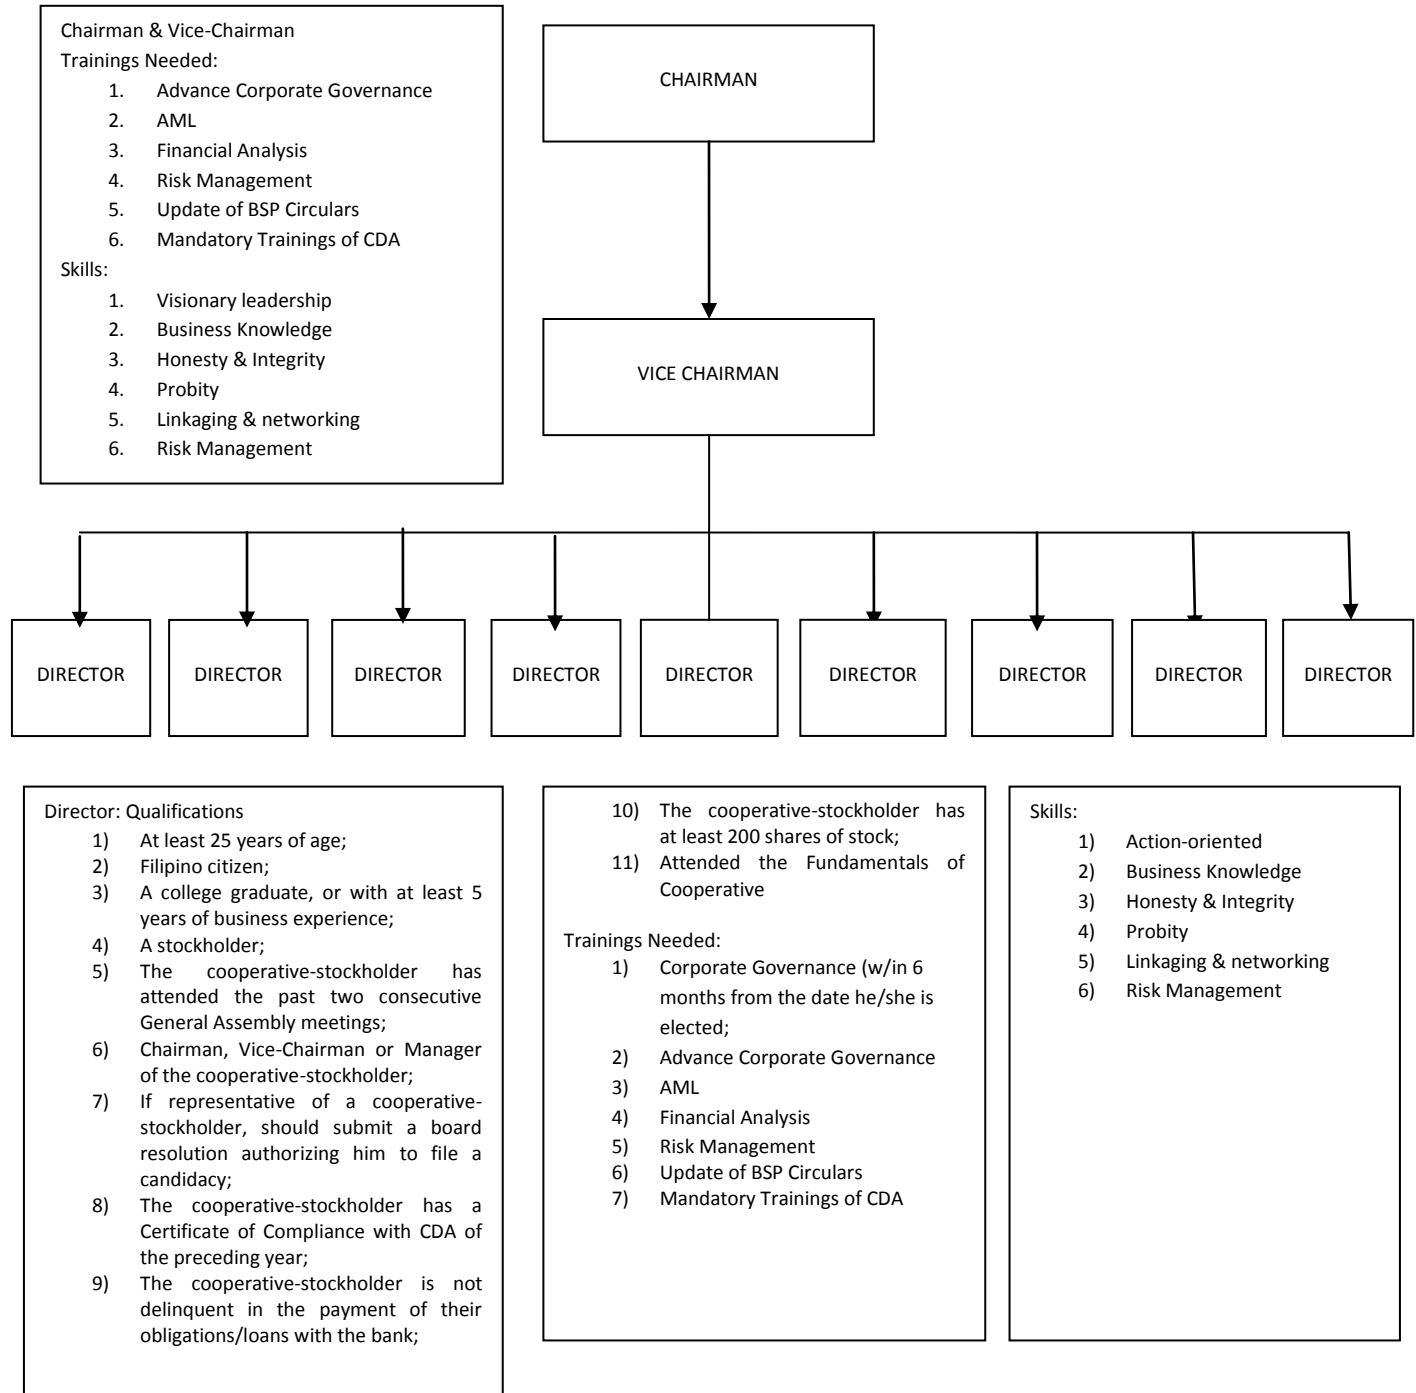 Chairman & Vice-Chairman
Trainings Needed:
1. Advance Corporate Governance
2. AML
3. Financial Analysis
4. Risk Management
5. Update of BSP Circulars
6. Mandatory Trainings of CDA
Skills:
1. Visionary leadership
2. Business Knowledge
3. Honesty & Integrity
4. Probity
5. Linkaging & networking
6. Risk Management
CHAIRMAN
VICE CHAIRMAN
DIRECTOR
DIRECTOR
DIRECTOR
DIRECTOR
DIRECTOR
DIRECTOR
DIRECTOR
DIRECTOR
DIRECTOR
Director: Qualifications
1) At least 25 years of age;
2) Filipino citizen;
3) A college graduate, or with at least 5
years of business experience;
4) A stockholder;
5) The cooperative-stockholder has
attended the past two consecutive
General Assembly meetings;
6) Chairman, Vice-Chairman or Manager
of the cooperative-stockholder;
7) If representative of a cooperative-
stockholder, should submit a board
resolution authorizing him to file a
candidacy;
8) The cooperative-stockholder has a
Certificate of Compliance with CDA of
the preceding year;
9) The cooperative-stockholder is not
delinquent in the payment of their
obligations/loans with the bank;
10) The cooperative-stockholder has
at least 200 shares of stock;
11) Attended the Fundamentals of
Cooperative
Trainings Needed:
1) Corporate Governance (w/in 6
months from the date he/she is
elected;
2) Advance Corporate Governance
3) AML
4) Financial Analysis
5) Risk Management
6) Update of BSP Circulars
7) Mandatory Trainings of CDA
Skills:
1) Action-oriented
2) Business Knowledge
3) Honesty & Integrity
4) Probity
5) Linkaging & networking
6) Risk Management